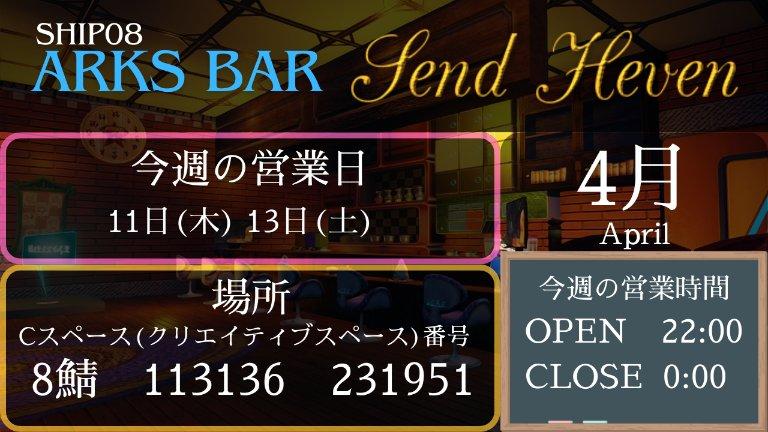 SHIP08
ARKS BAR Send Heven
今週の営業日
11日(木) 13日(土)
4月
April
場所
Cスペース(クリエイティブスペース)番号
8鯖 113136 231951
今週の営業時間
OPEN 22:00
CLOSE 0:00